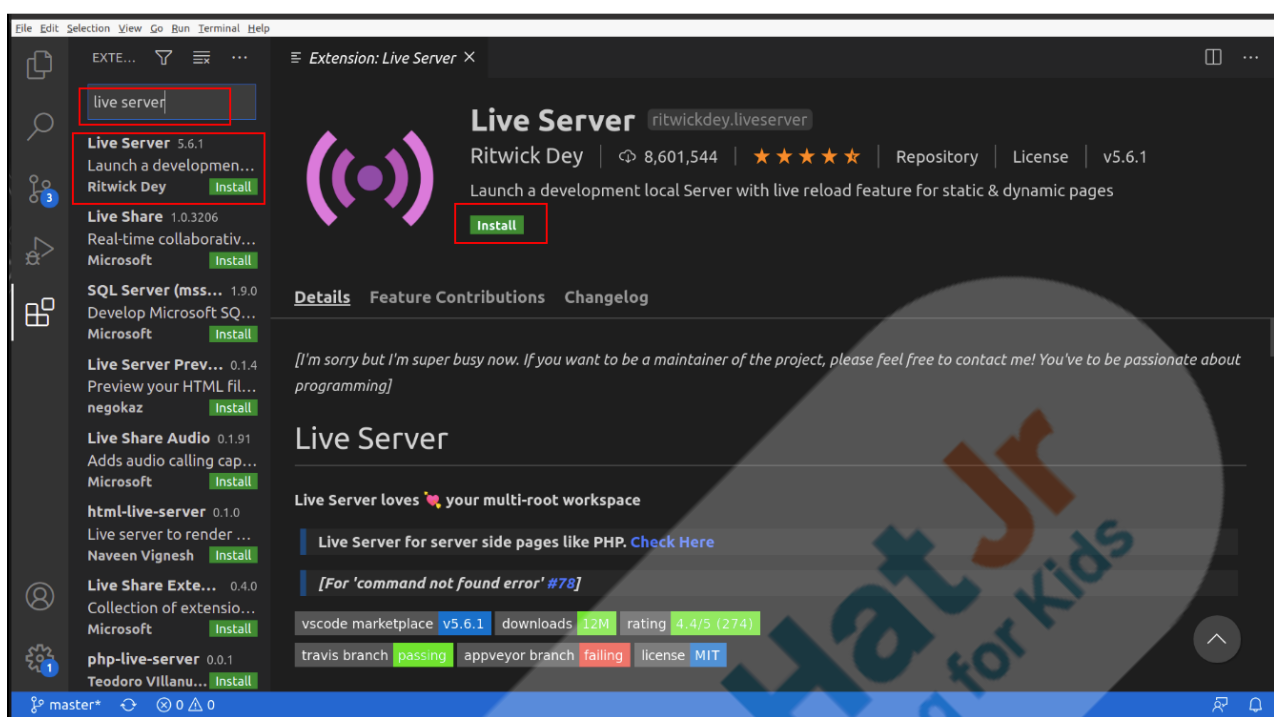 File Edit Selection View Go Run Terminal Help
EXTE...
Extension: Live Server
live server
Live Server 5.6.1
Launch a developmen...
Ritwick Dey Install
Live Share 1.0.3206
Real-time collaborativ...
Microsoft Install
SQL Server (mss... 1.9.0
Develop Microsoft SQ...
Microsoft Install
Live Server Prev... 0.1.4
Preview your HTML fil...
negokaz Install
Live Share Audio 0.1.91
Adds audio calling cap...
Microsoft Install
html-live-server 0.1.0
Live server to render ...
Naveen Vignesh Install
Live Share Exte... 0.4.0
Collection of extensio...
Microsoft Install
php-live-server 0.0.1
Teodoro VIllanu... Install
3
1
Live Server ritwickdey.liveserver
Ritwick Dey 8,601,544 Repository License v5.6.1
Launch a development local Server with live reload feature for static & dynamic pages
Install
Details Feature Contributions Changelog
[I'm sorry but I'm super busy now. If you want to be a maintainer of the project, please feel free to contact me! You've to be passionate about
programming]
Live Server
Live Server loves 💘 your multi-root workspace
Live Server for server side pages like PHP. Check Here
[For 'command not found error' #78]
vscode marketplace v5.6.1 downloads 12M rating 4.4/5 (274)
travis branch passing appveyor branch failing license MIT
Hat Jr
for Kids
master* 0 0